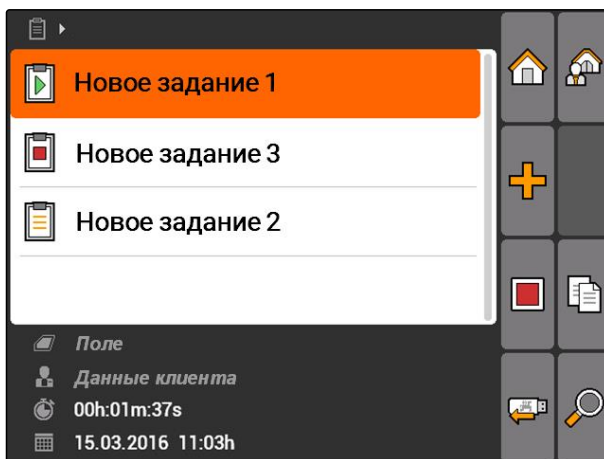 Новое задание 1
Новое задание 3
Новое задание 2
Поле
Данные клиента
00h:01m:37s
15.03.2016 11:03h